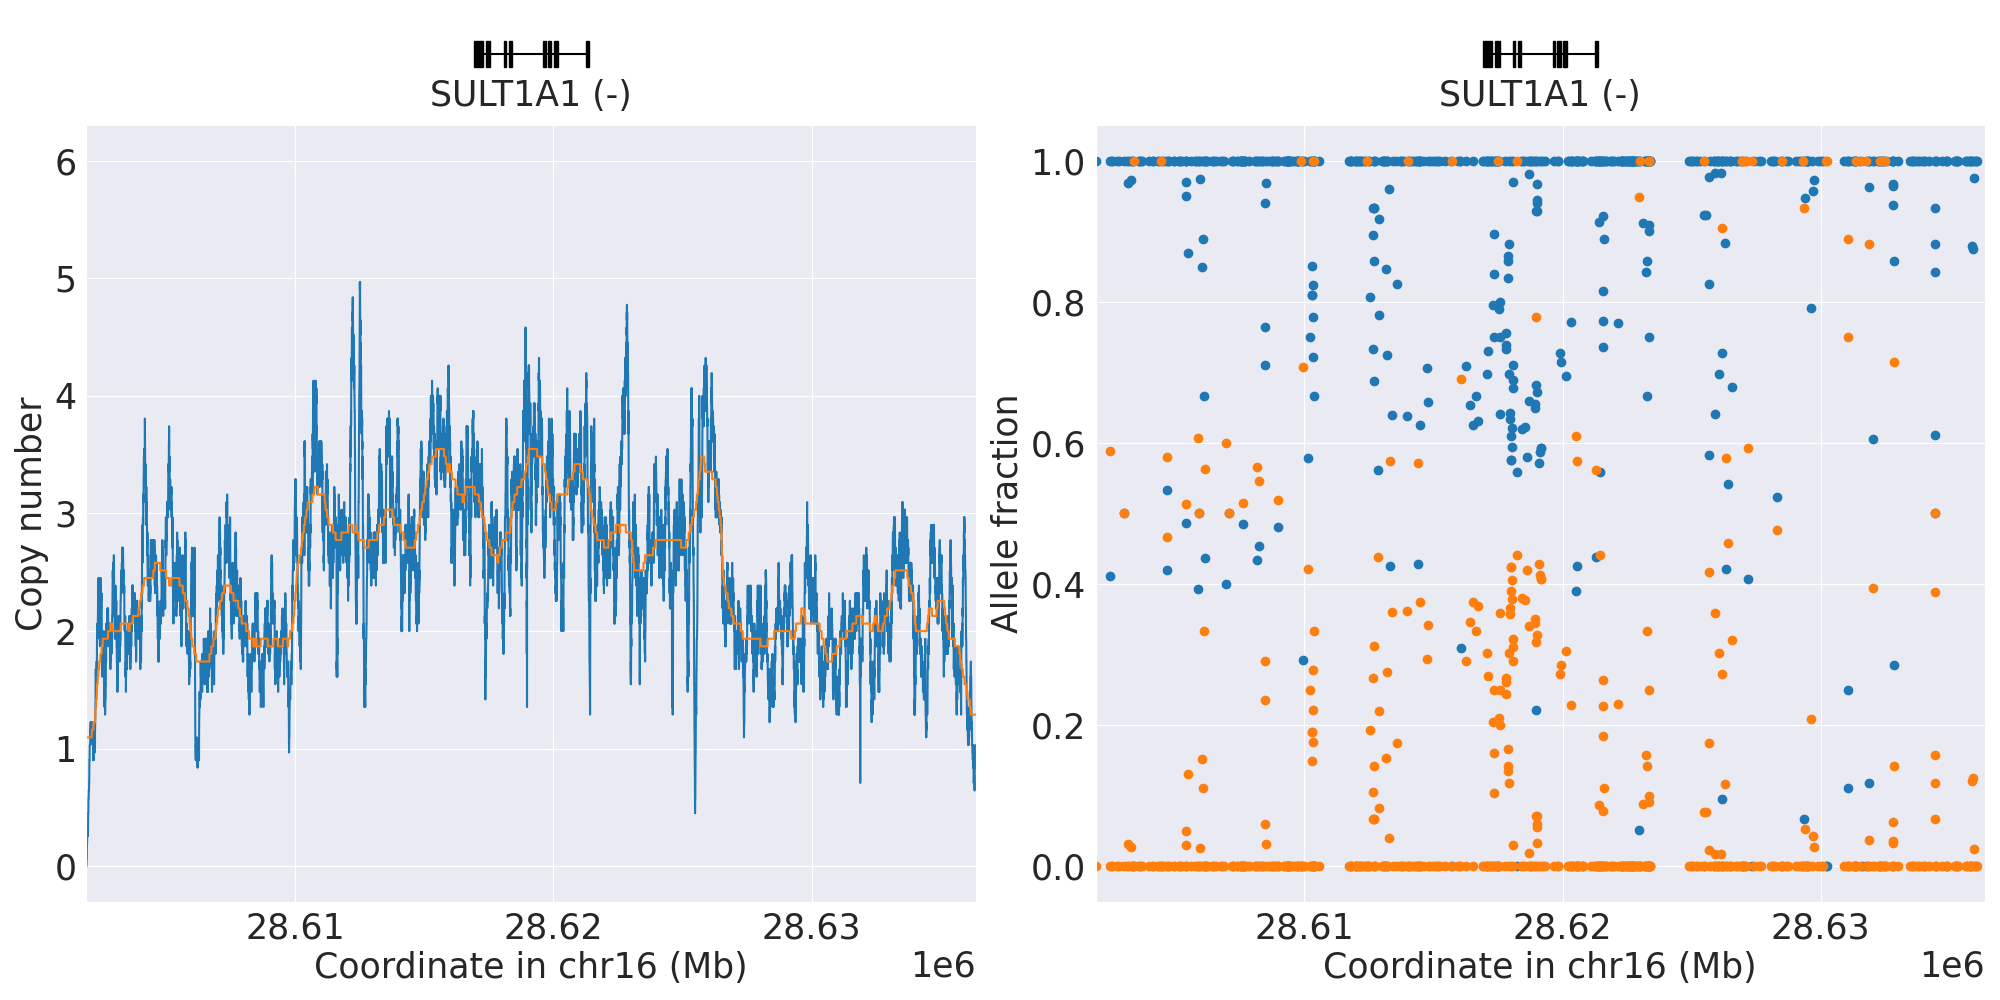 SULT1A1 (-)
6
5
4
3
2
1
0
Copy number
28.61
28.62
28.63
Coordinate in chr16 (Mb)
1e6
SULT1A1 (-)
1.0
0.8
0.6
0.4
0.2
0.0
Allele fraction
28.61
28.62
28.63
Coordinate in chr16 (Mb)
1e6